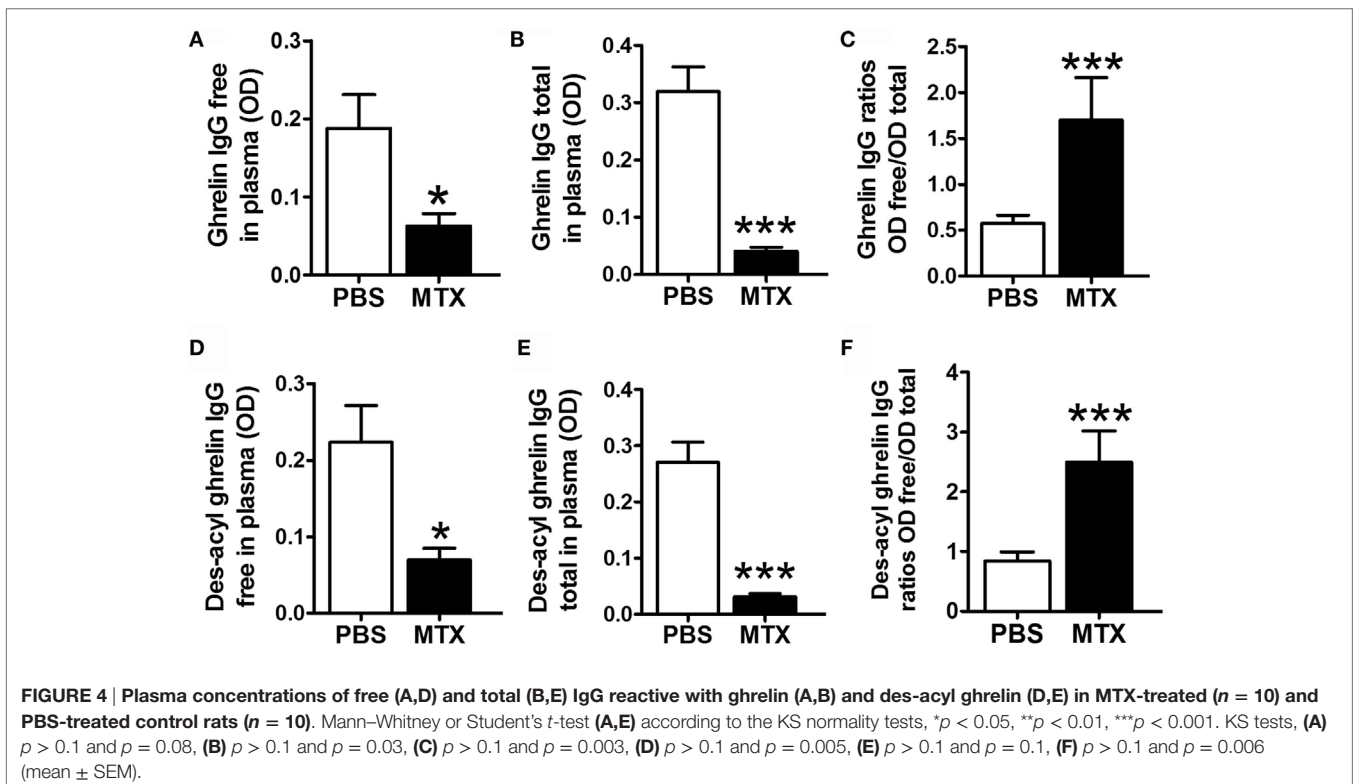 A
Ghrelin IgG free
in plasma (OD)
0.3
0.2
0.1
0.0
*
PBS MTX
B
Ghrelin IgG total
in plasma (OD)
0.4
0.3
0.2
0.1
0.0
***
PBS MTX
C
Ghrelin IgG ratios
OD free/OD total
2.5
2.0
1.5
1.0
0.5
0.0
***
PBS MTX
D
Des-acyl ghrelin IgG
free in plasma (OD)
0.3
0.2
0.1
0.0
*
PBS MTX
E
Des-acyl ghrelin IgG
total in plasma (OD)
0.4
0.3
0.2
0.1
0.0
***
PBS MTX
F
Des-acyl ghrelin IgG
ratios OD free/OD total
4
3
2
1
0
***
PBS MTX
FIGURE 4 | Plasma concentrations of free (A,D) and total (B,E) IgG reactive with ghrelin (A,B) and des-acyl ghrelin (D,E) in MTX-treated (n = 10) and
PBS-treated control rats (n = 10). Mann–Whitney or Student's t-test (A,E) according to the KS normality tests, *p < 0.05, **p < 0.01, ***p < 0.001. KS tests, (A)
p > 0.1 and p = 0.08, (B) p > 0.1 and p = 0.03, (C) p > 0.1 and p = 0.003, (D) p > 0.1 and p = 0.005, (E) p > 0.1 and p = 0.1, (F) p > 0.1 and p = 0.006
(mean ± SEM).